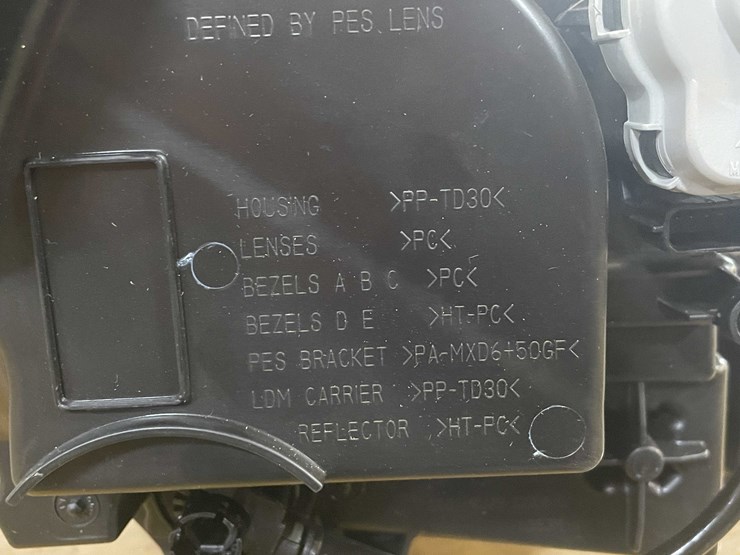 DEFINED BY PES LENS
HOUSING >PP-TD30<
LENSES >PC<
BEZELS A B C >PC<
BEZELS D E >HT-PC<
PES BRACKET >PA-MXD6+50GF<
LDM CARRIER >PP-TD30<
REFLECTOR >HT-PC<